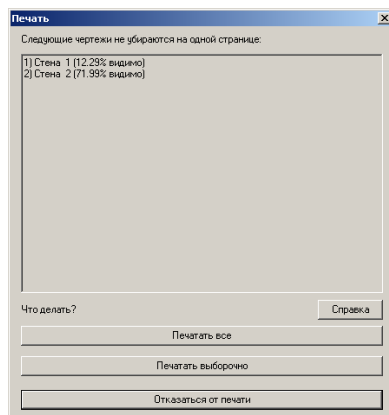 Печать
Следующие чертежи не убираются на одной странице:
1) Стена 1 (12.29% видимо)
2) Стена 2 (71.99% видимо)
Что делать?
Справка
Печатать все
Печатать выборочно
Отказаться от печати